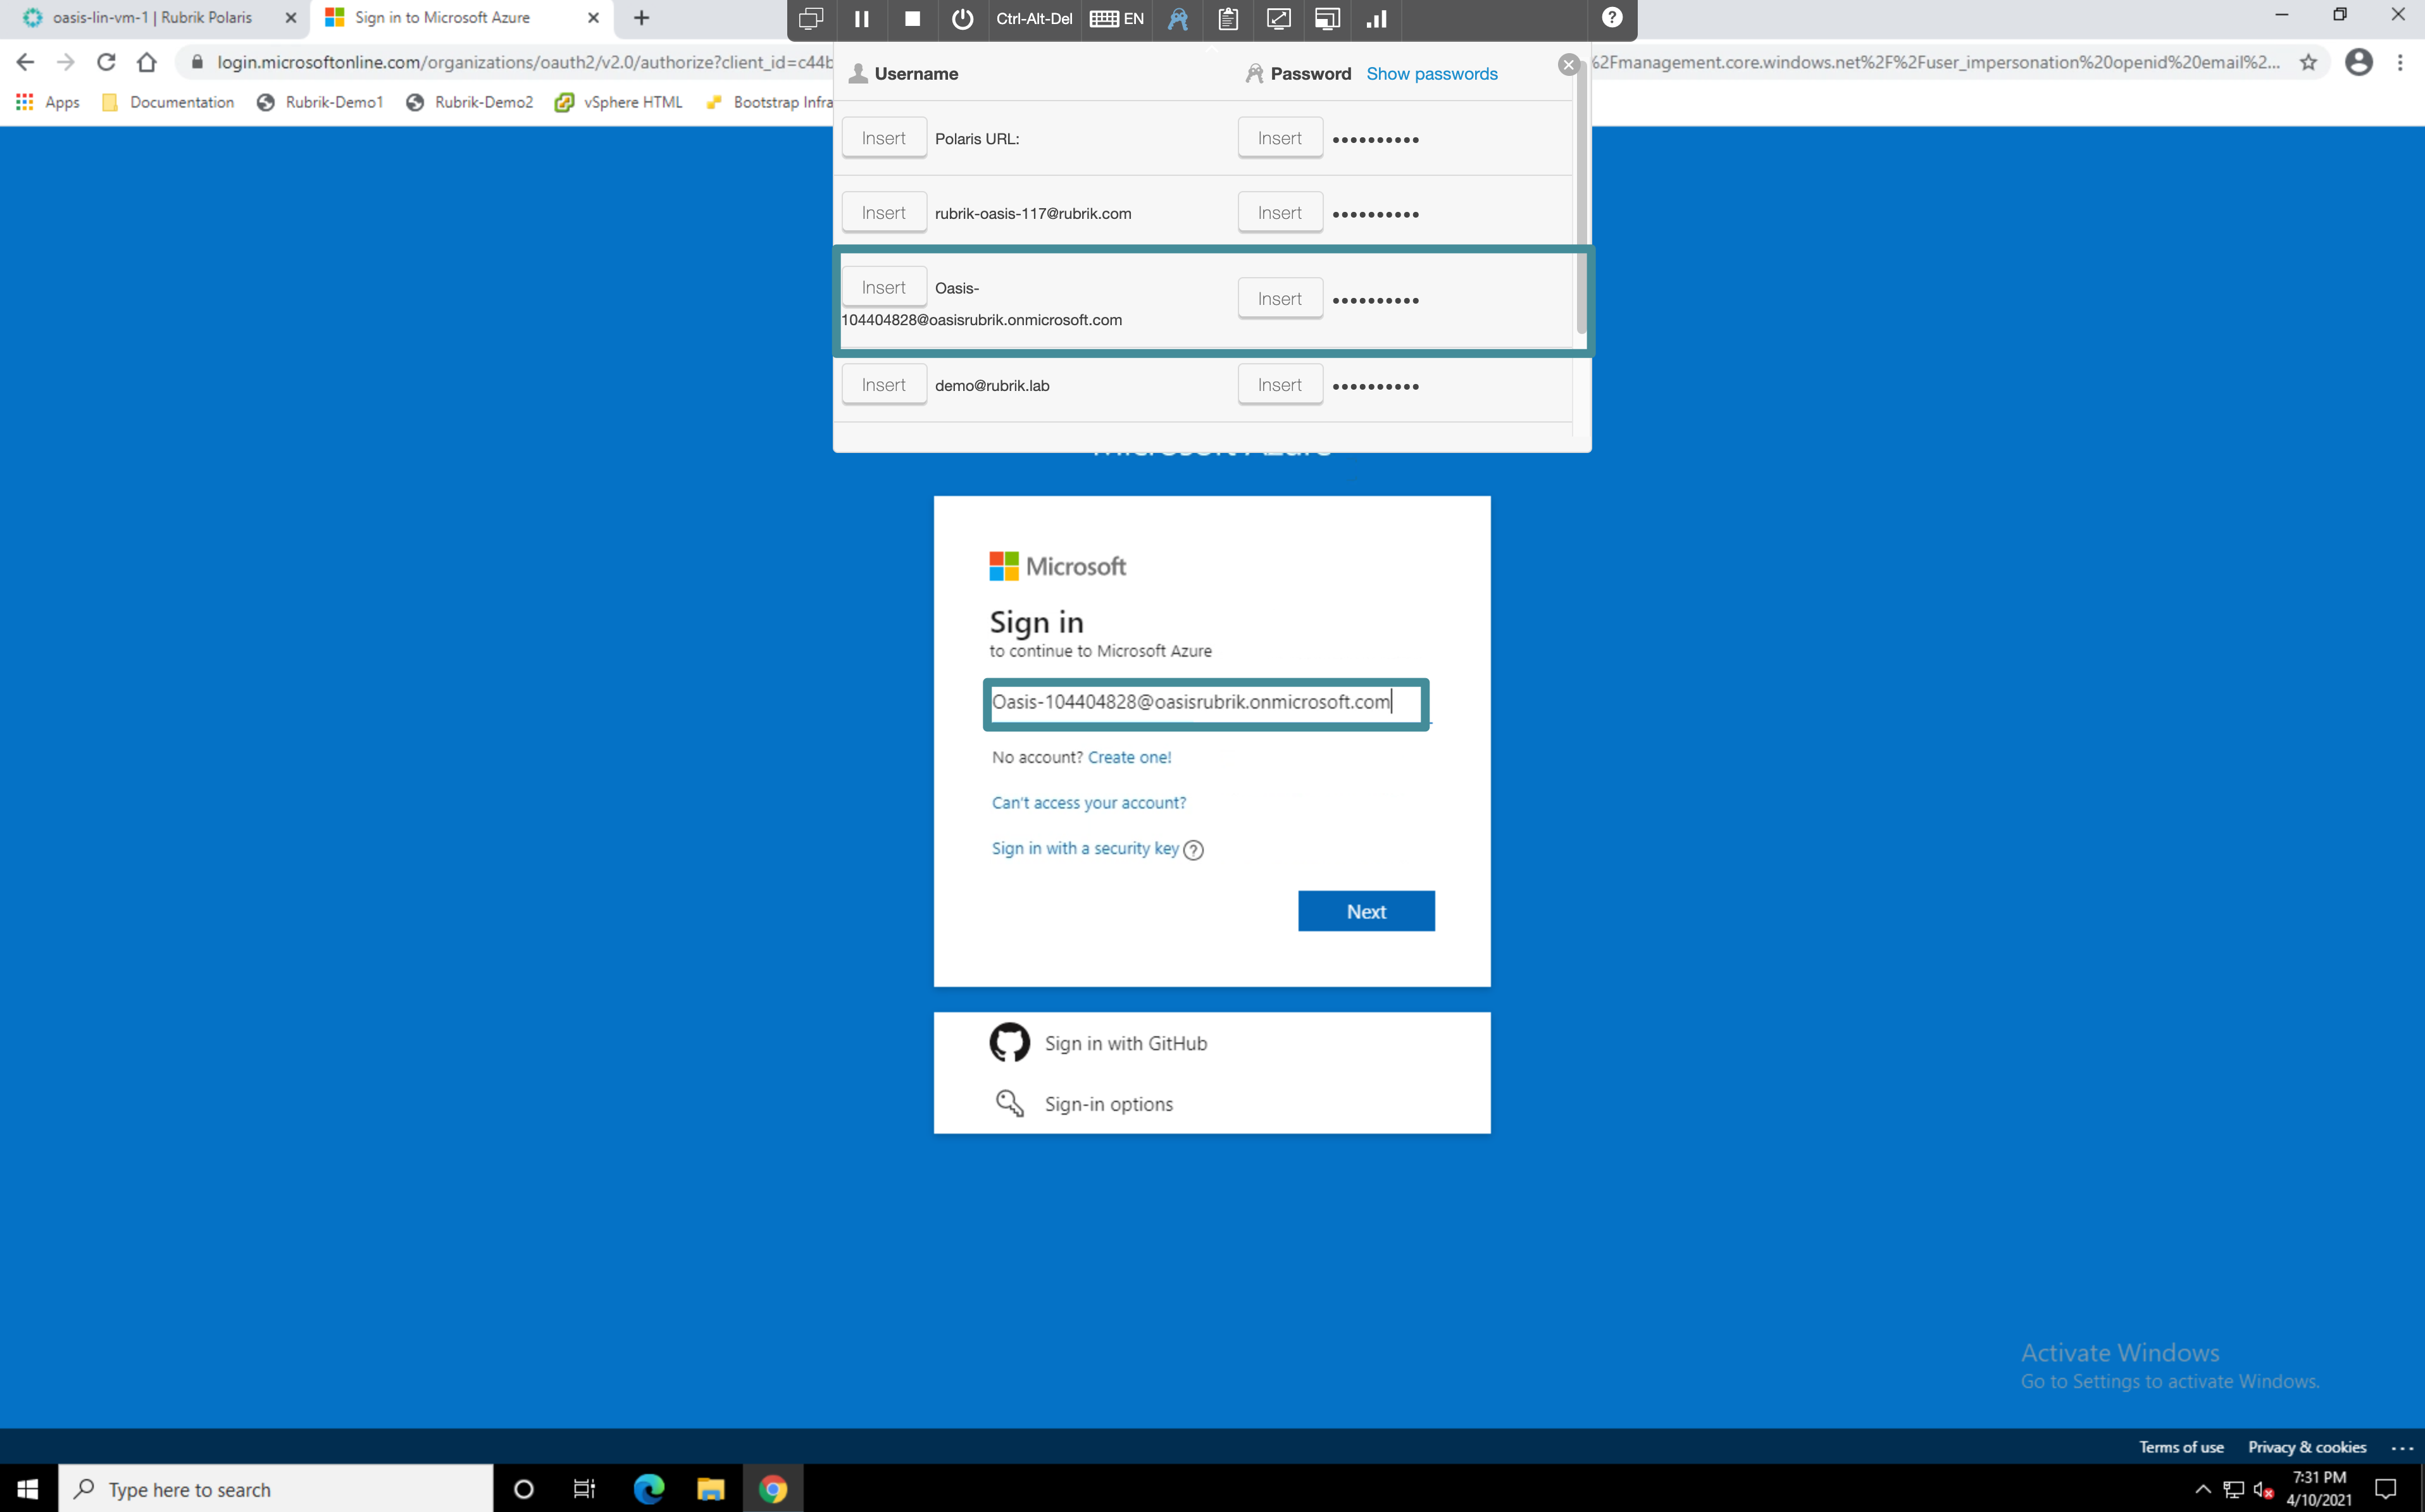 oasis-lin-vm-1 | Rubrik Polaris
Sign in to Microsoft Azure
Ctrl-Alt-Del
EN
login.microsoftonline.com/organizations/oauth2/v2.0/authorize?client_id=c44b
%2Fmanagement.core.windows.net%2F%2Fuser_impersonation%20openid%20email%2...
Apps
Documentation
Rubrik-Demo1
Rubrik-Demo2
vSphere HTML
Bootstrap Infra
Username
Password
Show passwords
Insert
Polaris URL:
Insert
••••••••••
Insert
rubrik-oasis-117@rubrik.com
Insert
••••••••••
Insert
Oasis-
104404828@oasisrubrik.onmicrosoft.com
Insert
••••••••••
Insert
demo@rubrik.lab
Insert
••••••••••
Microsoft
Sign in
to continue to Microsoft Azure
Oasis-104404828@oasisrubrik.onmicrosoft.com
No account? Create one!
Can't access your account?
Sign in with a security key
Next
Sign in with GitHub
Sign-in options
Activate Windows
Go to Settings to activate Windows.
Terms of use
Privacy & cookies
Type here to search
7:31 PM
4/10/2021